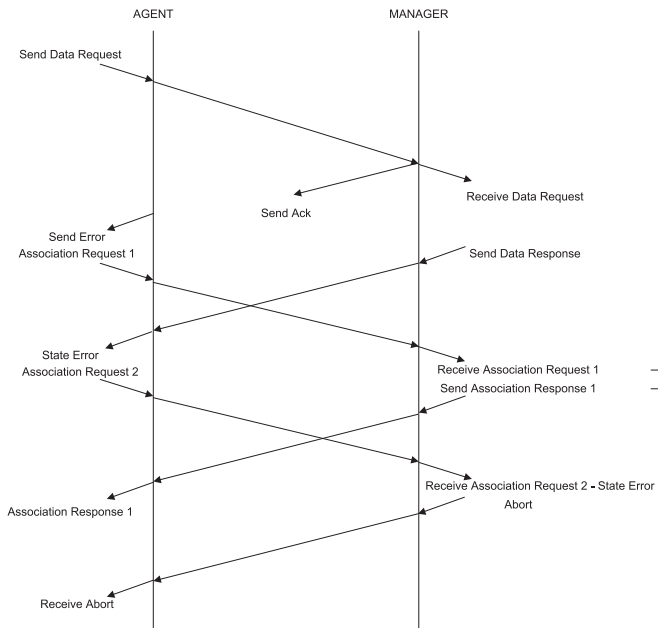 AGENT
MANAGER
Send Data Request
Receive Data Request
Send Ack
Send Error
Association Request 1
Send Data Response
State Error
Association Request 2
Receive Association Request 1
Send Association Response 1
Receive Association Request 2 - State Error
Abort
Association Response 1
Receive Abort